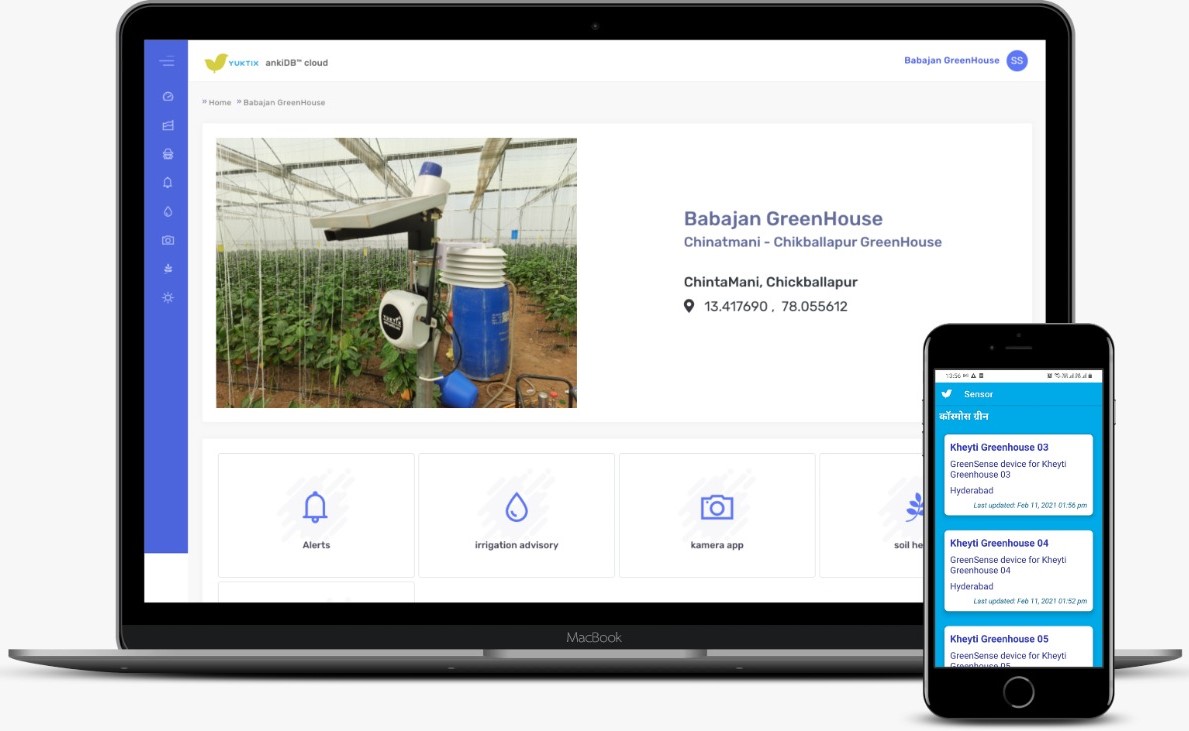 YUKTIX ankiDB™ cloud
Babajan GreenHouse SS
» Home » Babajan GreenHouse
YUKTIX
Babajan GreenHouse
Chinatmani - Chikballapur GreenHouse
ChintaMani, Chickballapur
13.417690 , 78.055612
Alerts
irrigation advisory
kamera app
soil he
MacBook
13:56
Sensor
कॉस्मोस ग्रीन
Kheyti Greenhouse 03
GreenSense device for Kheyti
Greenhouse 03
Hyderabad
Last updated: Feb 11, 2021 01:56 pm
Kheyti Greenhouse 04
GreenSense device for Kheyti
Greenhouse 04
Hyderabad
Last updated: Feb 11, 2021 01:52 pm
Kheyti Greenhouse 05
GreenSense device for Kheyti
Greenhouse 05